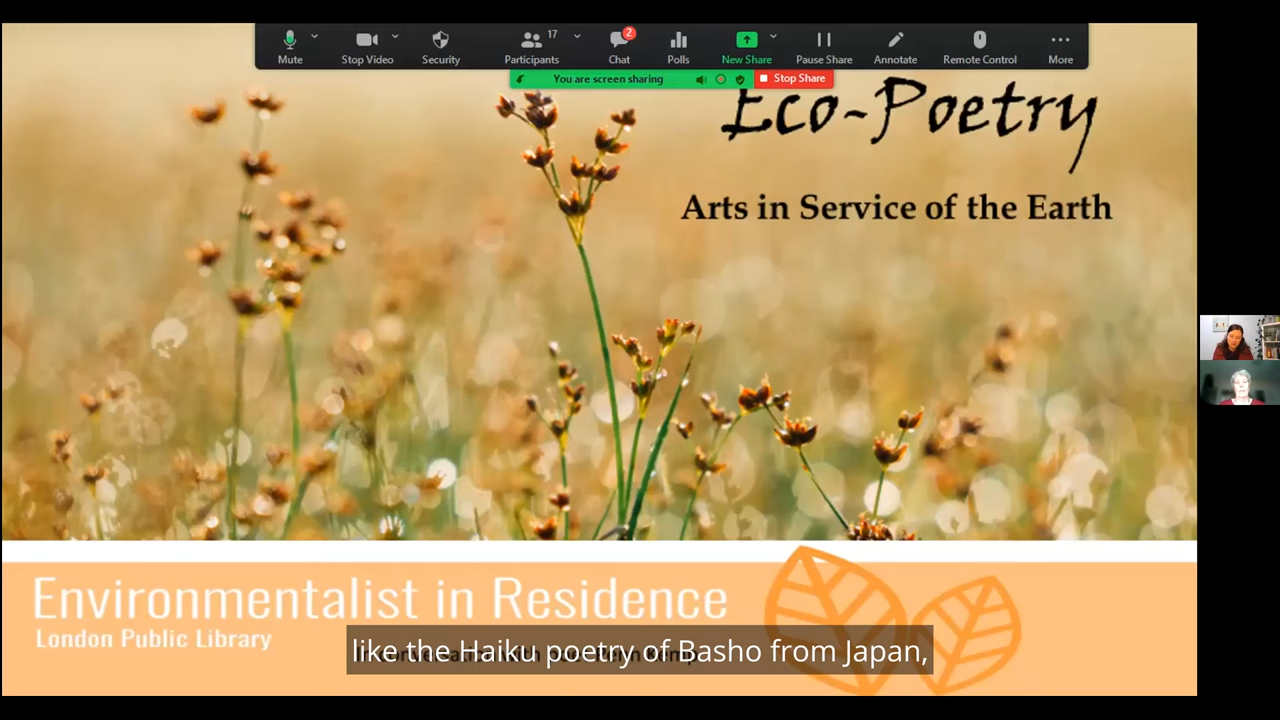 17
2
Mute
Stop Video
Security
Participants
Chat
Polls
New Share
Pause Share
Annotate
Remote Control
More
You are screen sharing
Stop Share
Eco-Poetry
Arts in Service of the Earth
Environmentalist in Residence
London Public Library
like the Haiku poetry of Basho from Japan,